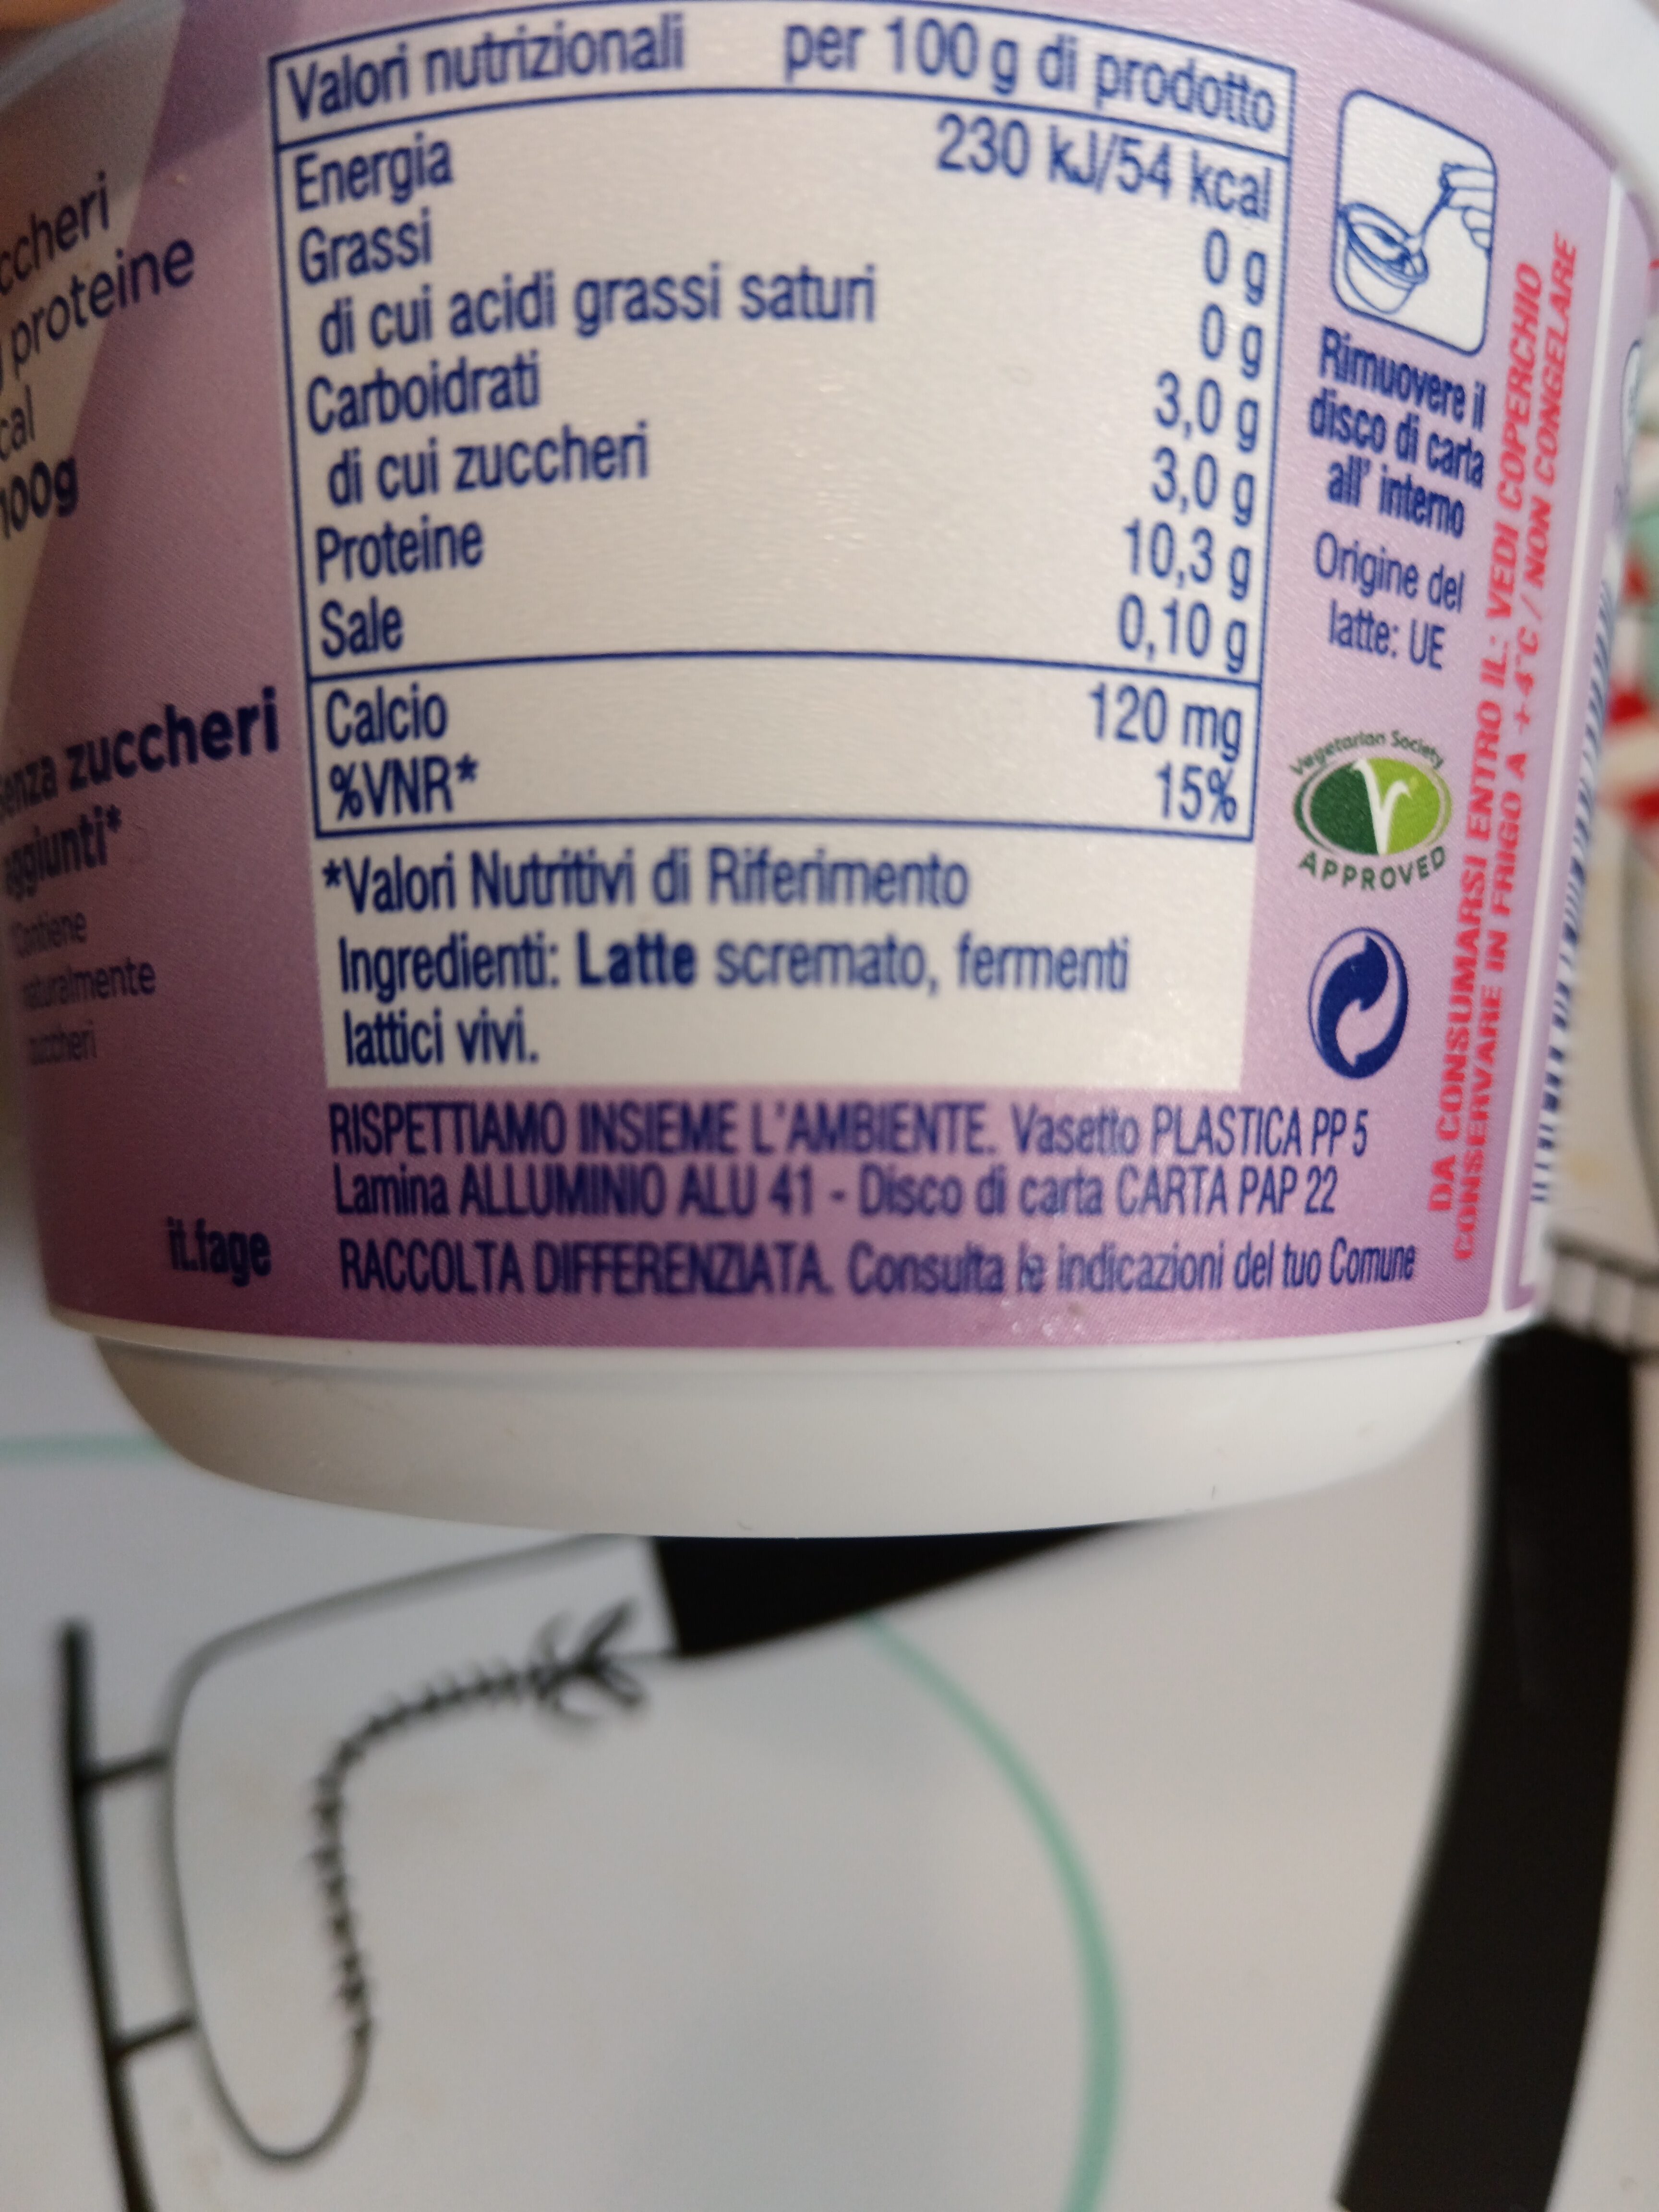 ccheri
proteine
cal
100g
zuccheri
it.fage
Valori nutrizionali per 100 g di prodotto
Energia 230 kJ/54 kcal
Grassi 0 g
di cui acidi grassi saturi 0 g
Carboidrati 3,0 g
di cui zuccheri 3,0 g
Proteine 10,3 g
Sale 0,10 g
Calcio 120 mg
%VNR* 15%
*Valori Nutritivi di Riferimento
Ingredienti: Latte scremato, fermenti
lattici vivi.
RISPETTIAMO INSIEME L'AMBIENTE. Vasetto PLASTICA PP 5
Lamina ALLUMINIO ALU 41 - Disco di carta CARTA PAP 22
RACCOLTA DIFFERENZIATA. Consulta le indicazioni del tuo Comune
Rimuovere il
disco di carta
all' interno
Origine del
latte: UE
Vegetarian Society
APPROVED
DA CONSUMARSI ENTRO IL: VEDI COPERCHIO
CONSERVARE IN FRIGO A +4°C / NON CONGELARE